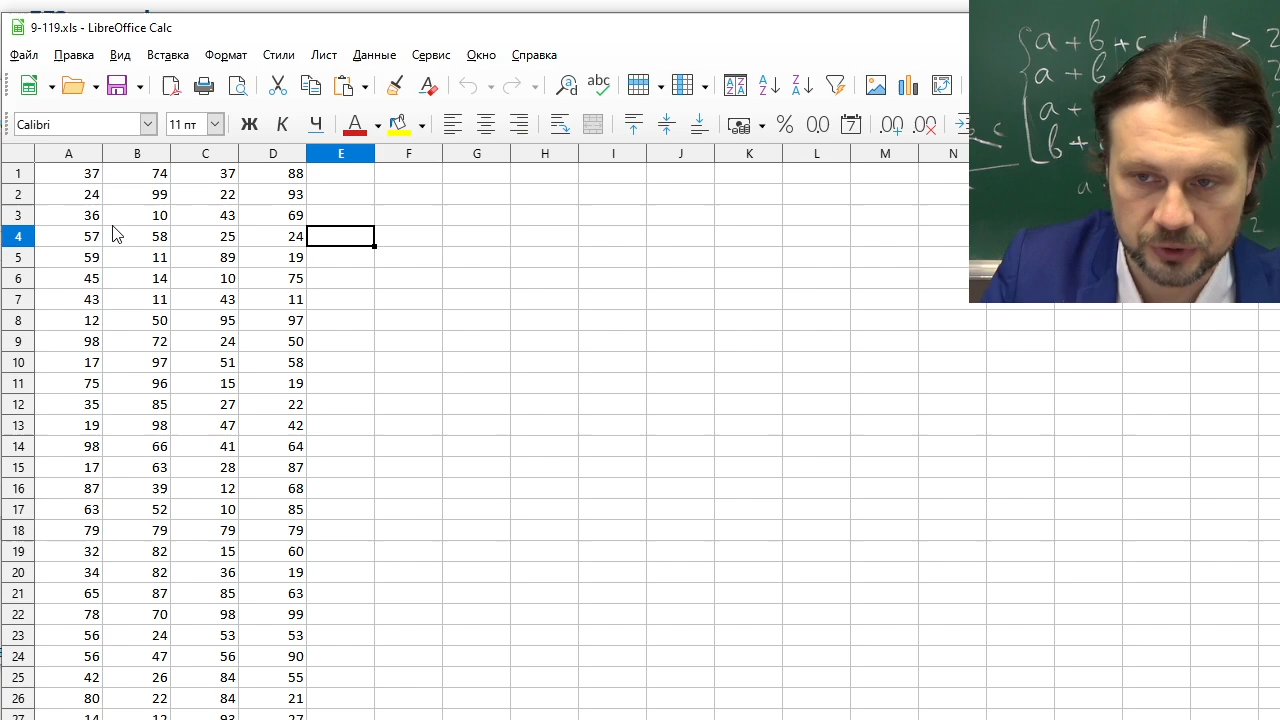 9-119.xls - LibreOffice Calc
Файл Правка Вид Вставка Формат Стили Лист Данные Сервис Окно Справка
Calibri 11 пт Ж К Ч
A B C D E F G H I J K L M N
1 37 74 37 88
2 24 99 22 93
3 36 10 43 69
4 57 58 25 24
5 59 11 89 19
6 45 14 10 75
7 43 11 43 11
8 12 50 95 97
9 98 72 24 50
10 17 97 51 58
11 75 96 15 19
12 35 85 27 22
13 19 98 47 42
14 98 66 41 64
15 17 63 28 87
16 87 39 12 68
17 63 52 10 85
18 79 79 79 79
19 32 82 15 60
20 34 82 36 19
21 65 87 85 63
22 78 70 98 99
23 56 24 53 53
24 56 47 56 90
25 42 26 84 55
26 80 22 84 21
27 14 12 93 27
a + b + c
a + b
a +
b +